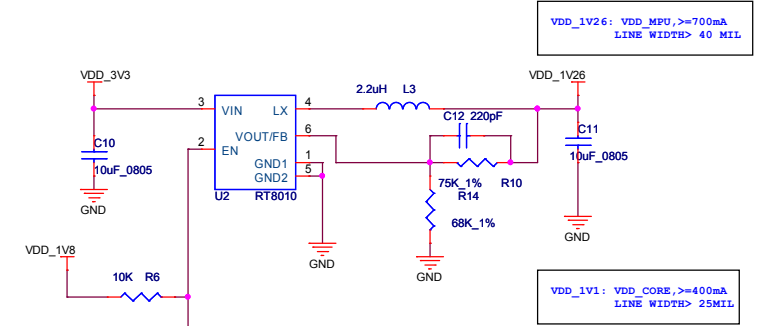 VDD_1V26: VDD_MPU,>=700mA
LINE WIDTH> 40 MIL
VDD_3V3
2.2uH L3
VDD_1V26
3 VIN LX 4
C12 220pF
C10
10uF_0805
2 EN
VOUT/FB 6
C11
10uF_0805
GND1 1
GND2 5
U2 RT8010
75K_1% R10
R14
68K_1%
GND
GND
GND
GND
VDD_1V8
10K R6
VDD_1V1: VDD_CORE,>=400mA
LINE WIDTH> 25MIL